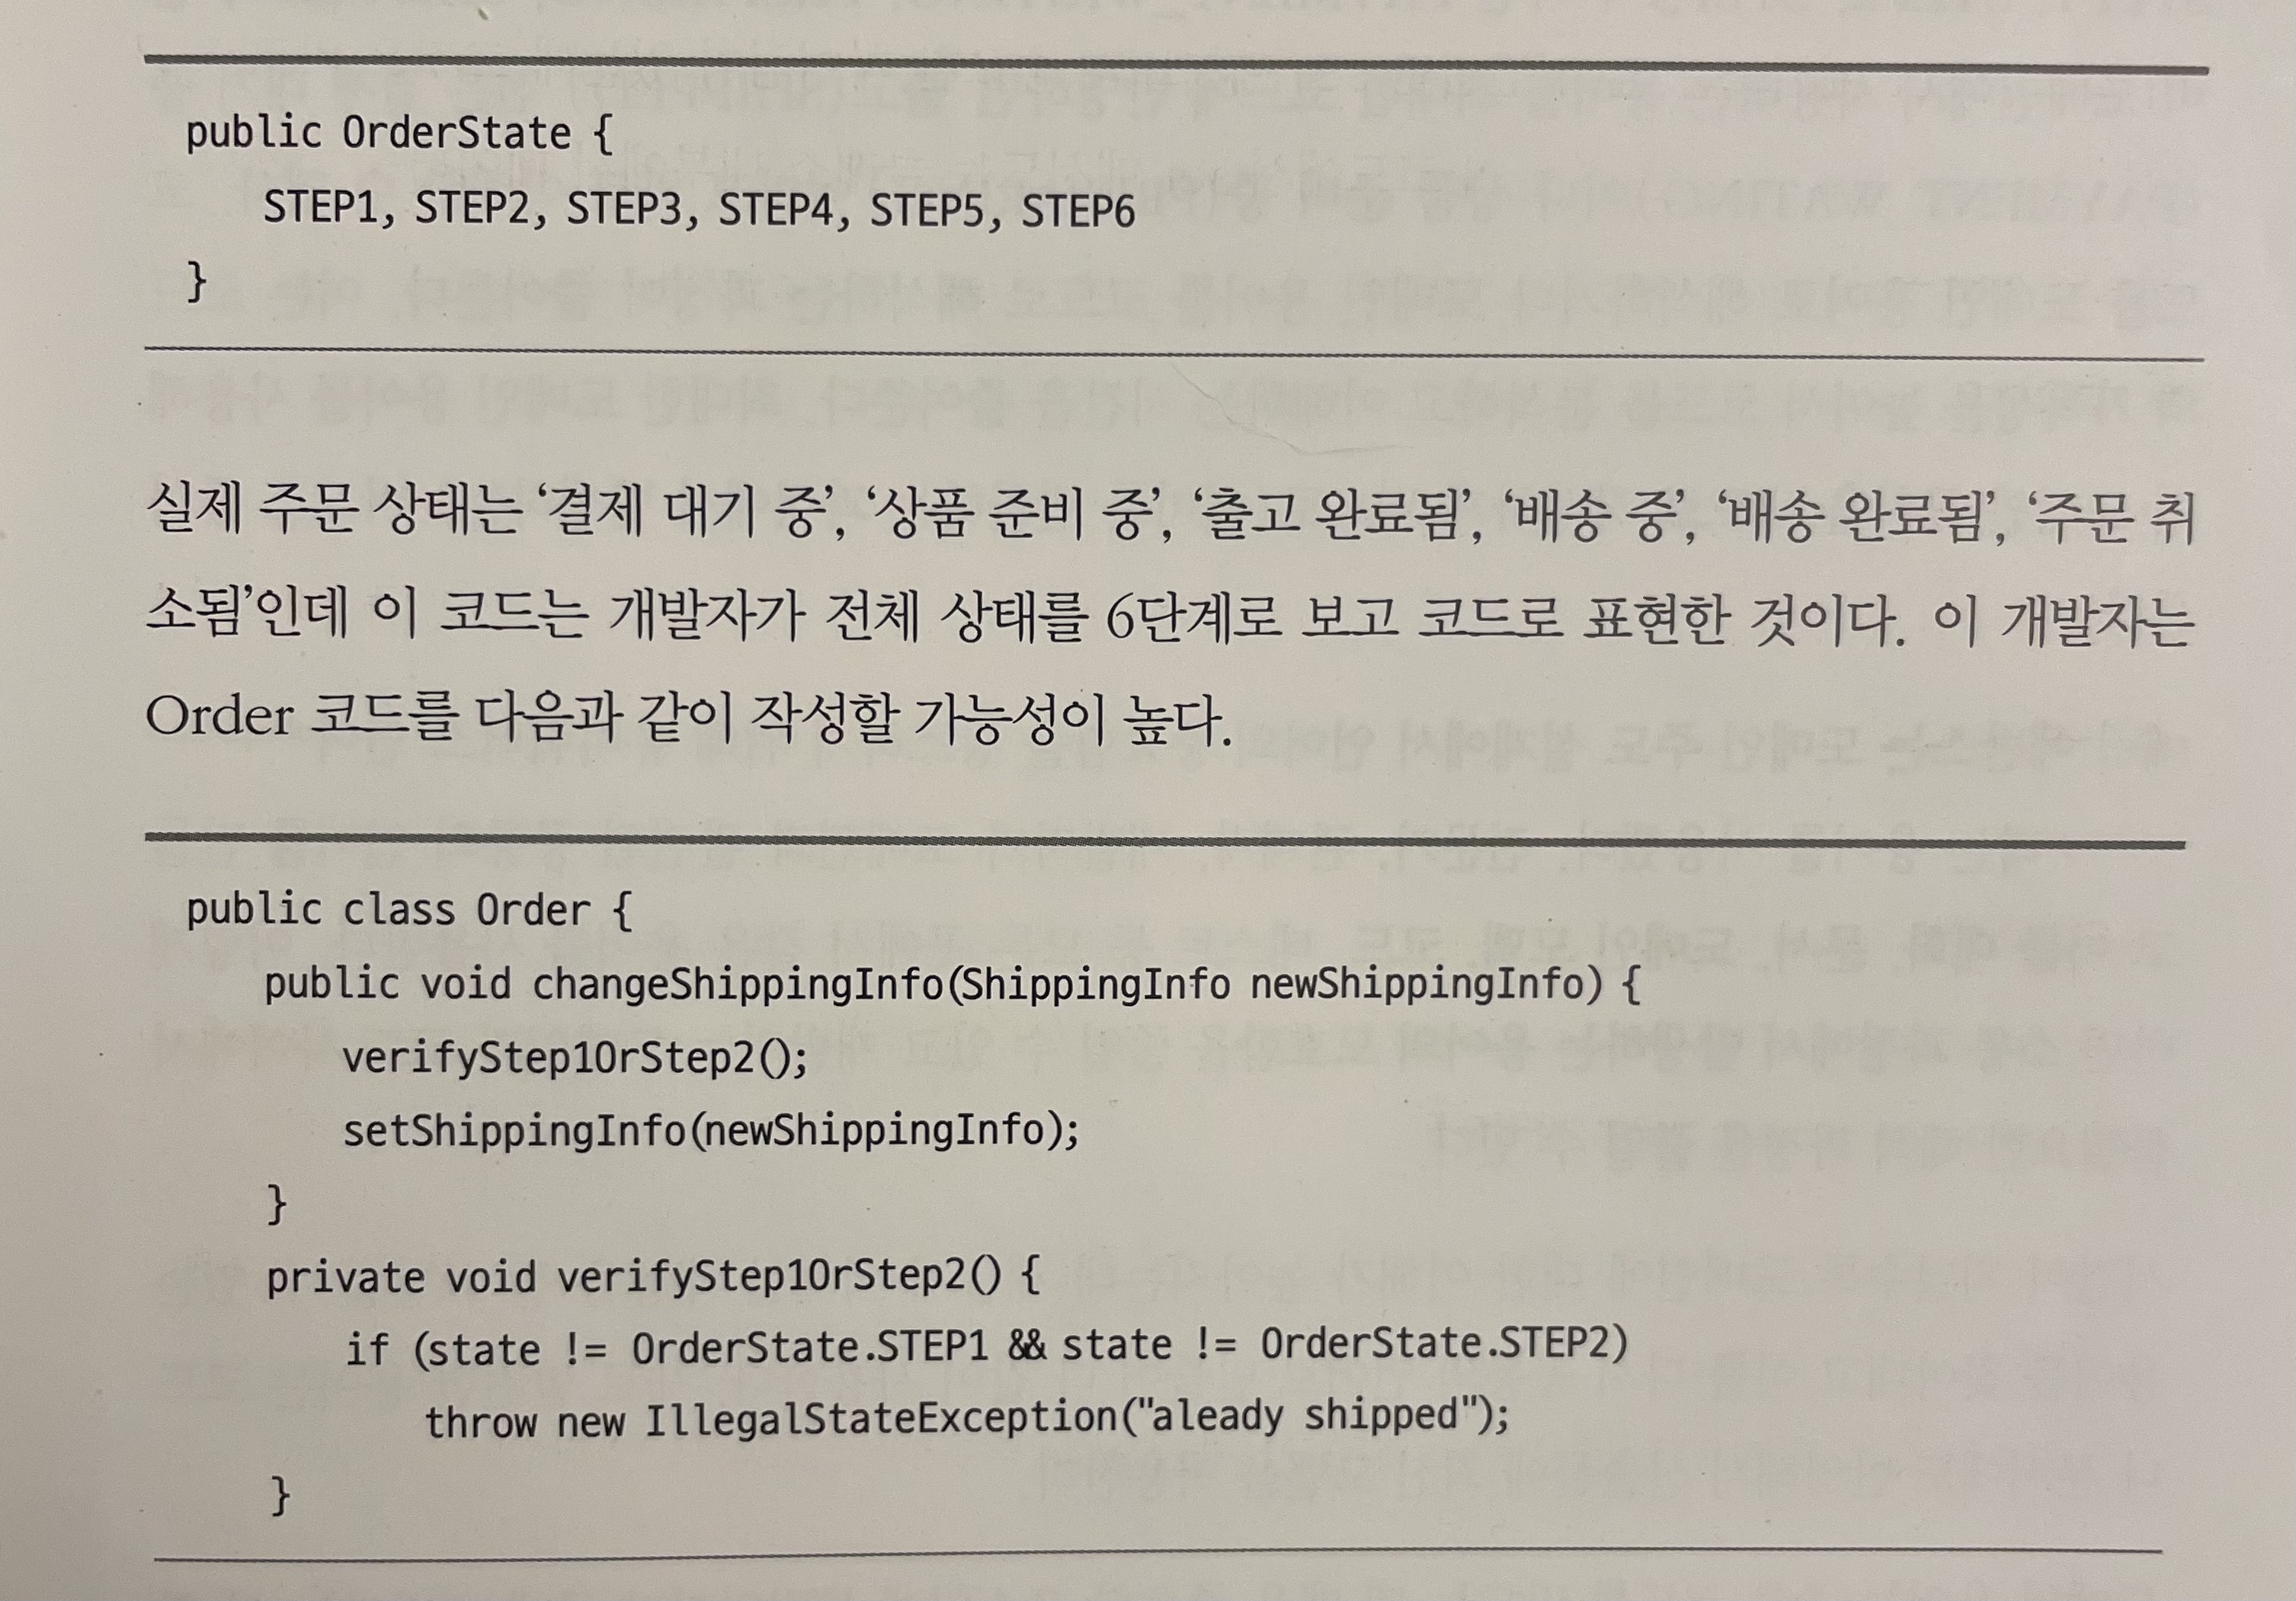 public OrderState {
STEP1, STEP2, STEP3, STEP4, STEP5, STEP6
}
실제 주문 상태는 ‘결제 대기 중’, ‘상품 준비 중’, ‘출고 완료됨’, ‘배송 중’, ‘배송 완료됨’, ‘주문 취
소됨’인데 이 코드는 개발자가 전체 상태를 6단계로 보고 코드로 표현한 것이다. 이 개발자는
Order 코드를 다음과 같이 작성할 가능성이 높다.
public class Order {
public void changeShippingInfo(ShippingInfo newShippingInfo) {
verifyStep1OrStep2();
setShippingInfo(newShippingInfo);
}
private void verifyStep1OrStep2() {
if (state != OrderState.STEP1 && state != OrderState.STEP2)
throw new IllegalStateException("aleady shipped");
}